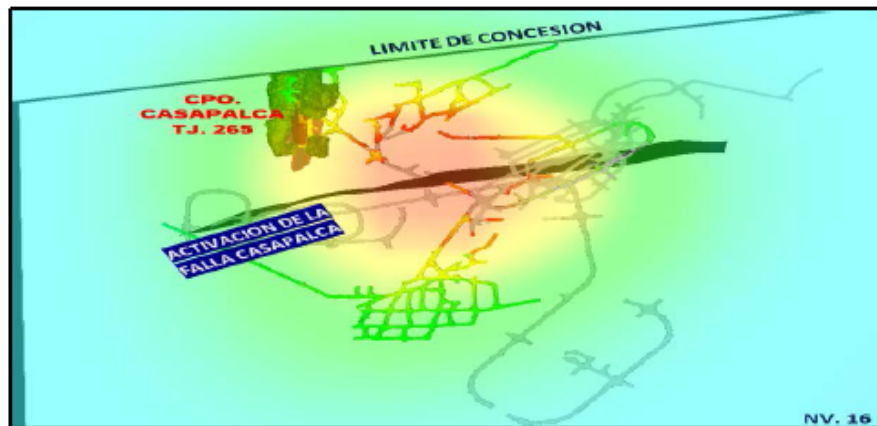 LIMITE DE CONCESION
CPO.
CASAPALCA
TJ. 265
ACTIVACION DE LA
FALLA CASAPALCA
NV. 16